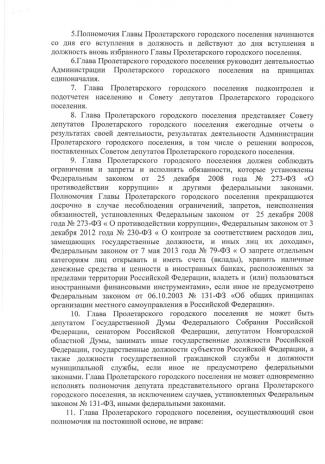 5.Полномочия Главы Пролетарского городского поселения начинаются
со дня его вступления в должность и действуют до дня вступления в
должность вновь избранного Главы Пролетарского городского поселения.
6.Глава Пролетарского городского поселения руководит деятельностью
Администрации Пролетарского городского поселения на принципах
единоначалия.
7. Глава Пролетарского городского поселения подконтролен и
подотчетен населению и Совету депутатов Пролетарского городского
поселения.
8. Глава Пролетарского городского поселения представляет Совету
депутатов Пролетарского городского поселения ежегодные отчеты о
результатах своей деятельности, результатах деятельности Администрации
Пролетарского городского поселения, в том числе о решении вопросов,
поставленных Советом депутатов Пролетарского городского поселения.
9. Глава Пролетарского городского поселения должен соблюдать
ограничения и запреты и исполнять обязанности, которые установлены
Федеральным законом от 25 декабря 2008 года № 273-ФЗ «О
противодействии коррупции» и другими федеральными законами.
Полномочия Главы Пролетарского городского поселения прекращаются
досрочно в случае несоблюдения ограничений, запретов, неисполнения
обязанностей, установленных Федеральным законом от 25 декабря 2008
года № 273-ФЗ « О противодействии коррупции», Федеральным законом от 3
декабря 2012 года № 230-ФЗ « О контроле за соответствием расходов лиц,
замещающих государственные должности, и иных лиц их доходам»,
Федеральным законом от 7 мая 2013 года № 79-ФЗ « О запрете отдельным
категориям лиц открывать и иметь счета (вклады), хранить наличные
денежные средства и ценности в иностранных банках, расположенных за
пределами территории Российской Федерации, владеть и (или) пользоваться
иностранными финансовыми инструментами», если иное не предусмотрено
Федеральным законом от 06.10.2003 № 131-ФЗ «Об общих принципах
организации местного самоуправления в Российской Федерации».
10. Глава Пролетарского городского поселения не может быть
депутатом Государственной Думы Федерального Собрания Российской
Федерации, сенатором Российской Федерации, депутатом Новгородской
областной Думы, занимать иные государственные должности Российской
Федерации, государственные должности субъектов Российской Федерации, а
также должности государственной гражданской службы и должности
муниципальной службы, если иное не предусмотрено федеральными
законами. Глава Пролетарского городского поселения не может одновременно
исполнять полномочия депутата представительного органа Пролетарского
городского поселения, за исключением случаев, установленных Федеральным
законом № 131-ФЗ, иными федеральными законами.
11. Глава Пролетарского городского поселения, осуществляющий свои
полномочия на постоянной основе, не вправе: